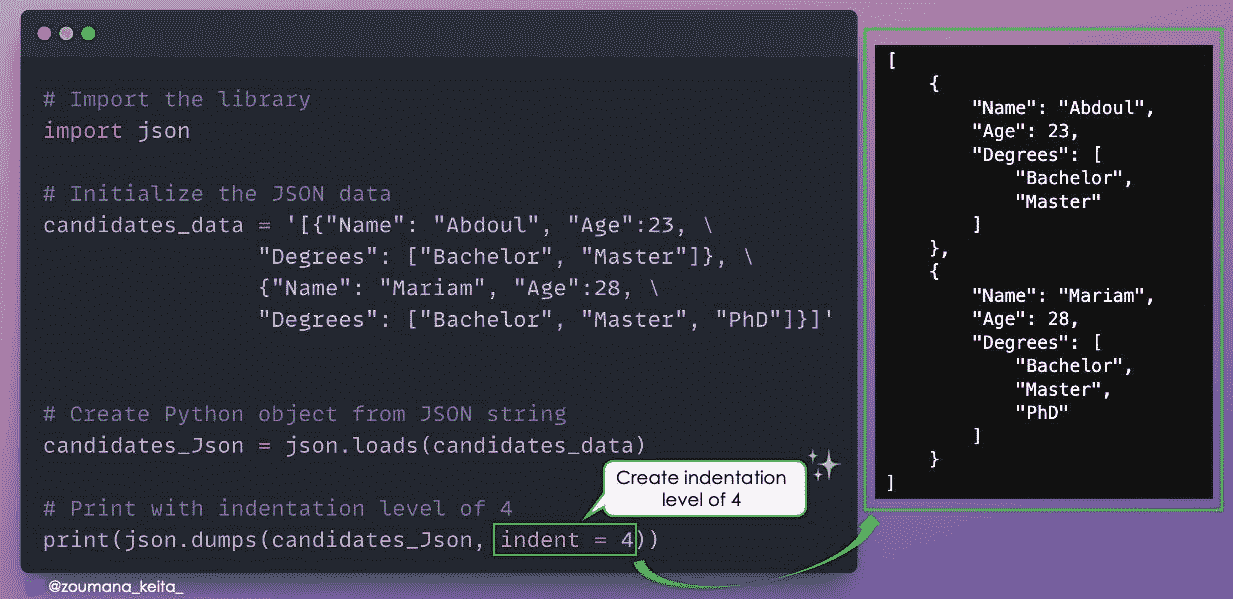 # Import the library
import json
# Initialize the JSON data
candidates_data = '[{"Name": "Abdoul", "Age":23, \
"Degrees": ["Bachelor", "Master"]}, \
{"Name": "Mariam", "Age":28, \
"Degrees": ["Bachelor", "Master", "PhD"]}]'
# Create Python object from JSON string
candidates_Json = json.loads(candidates_data)
Create indentation
level of 4
# Print with indentation level of 4
print(json.dumps(candidates_Json, indent = 4))
@zoumana_keita_
[
    {
        "Name": "Abdoul",
        "Age": 23,
        "Degrees": [
            "Bachelor",
            "Master"
        ]
    },
    {
        "Name": "Mariam",
        "Age": 28,
        "Degrees": [
            "Bachelor",
            "Master",
            "PhD"
        ]
    }
]